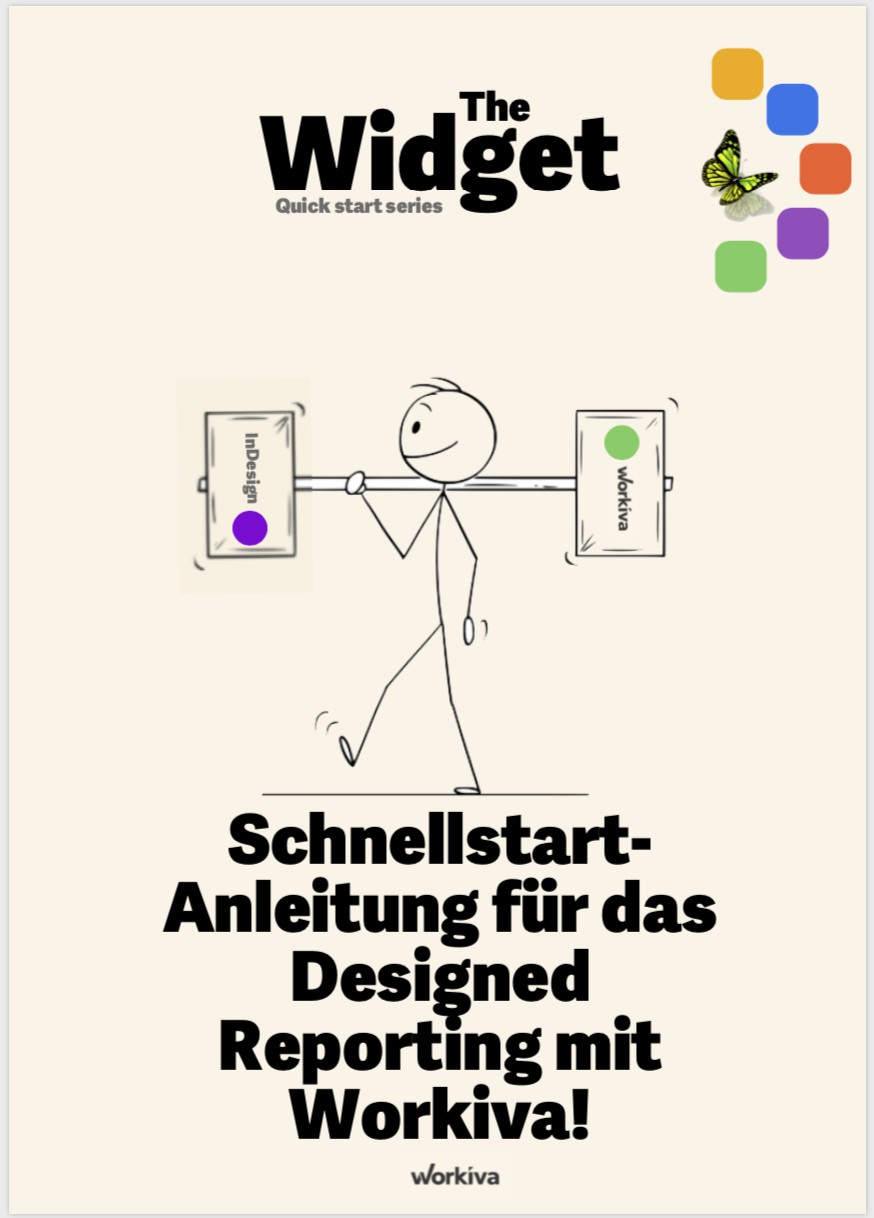 The
Widget
Quick start series
InDesign
workiva
Schnellstart-
Anleitung für das
Designed
Reporting mit
Workiva!
workiva